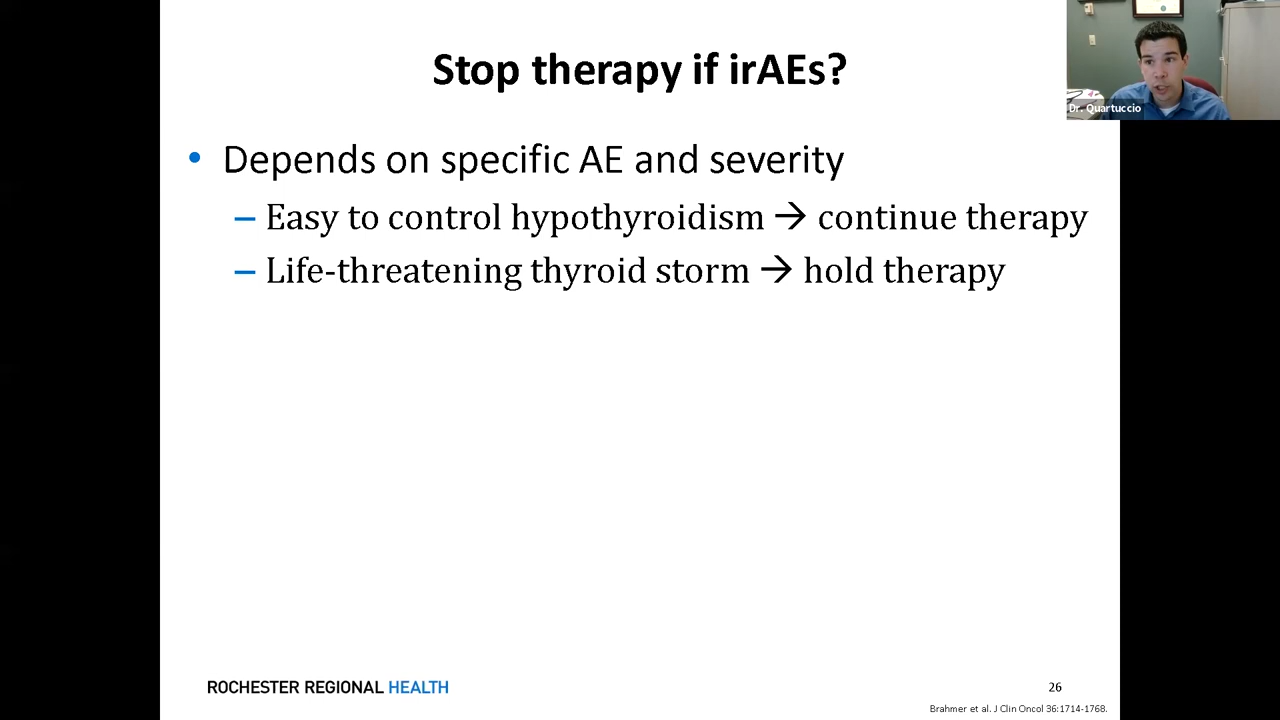 Stop therapy if irAEs?
Dr. Quartuccio
• Depends on specific AE and severity
– Easy to control hypothyroidism → continue therapy
– Life-threatening thyroid storm → hold therapy
ROCHESTER REGIONAL HEALTH
26
Brahmer et al. J Clin Oncol 36:1714-1768.